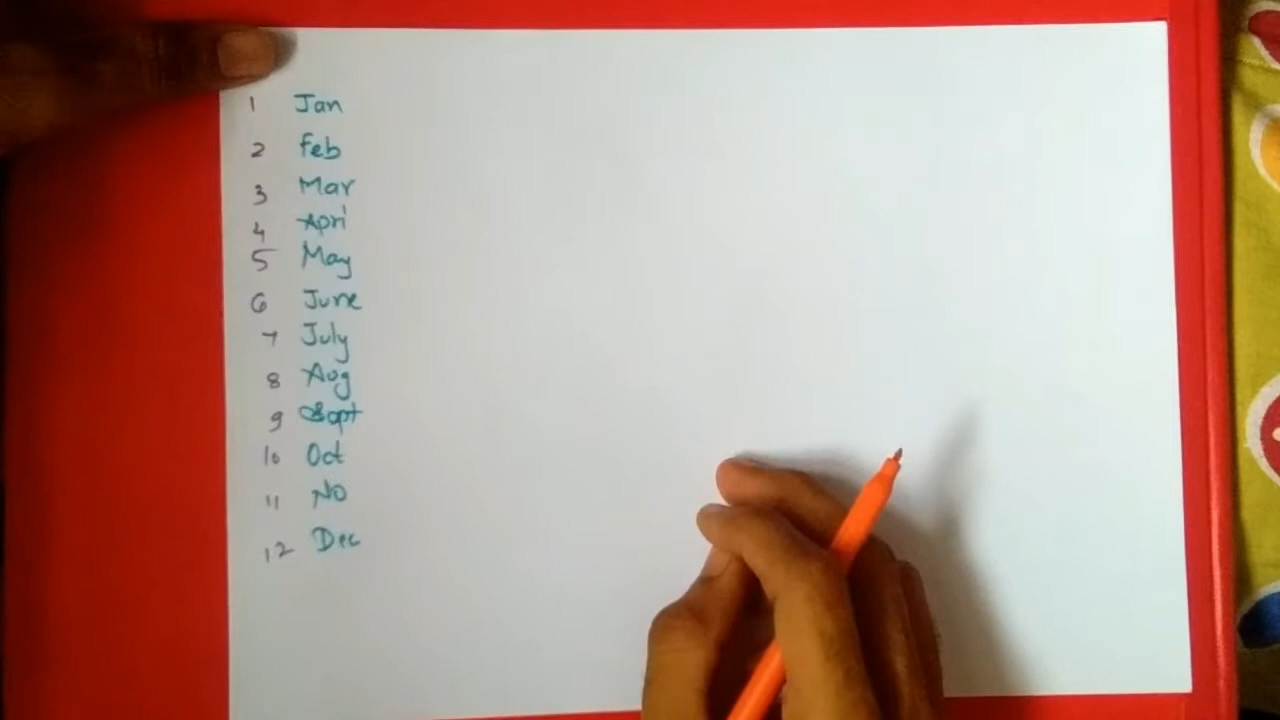 1 Jan
2 Feb
3 Mar
4 Apri
5 May
6 June
7 July
8 Aug
9 Sept
10 Oct
11 No
12 Dec